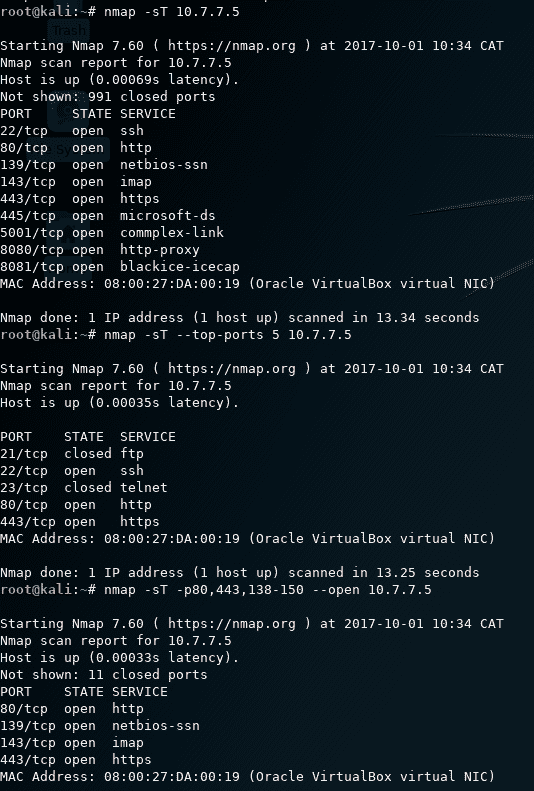 root@kali:~# nmap -sT 10.7.7.5
Starting Nmap 7.60 ( https://nmap.org ) at 2017-10-01 10:34 CAT
Nmap scan report for 10.7.7.5
Host is up (0.00069s latency).
Not shown: 991 closed ports
PORT     STATE SERVICE
22/tcp   open  ssh
80/tcp   open  http
139/tcp  open  netbios-ssn
143/tcp  open  imap
443/tcp  open  https
445/tcp  open  microsoft-ds
5001/tcp open  commplex-link
8080/tcp open  http-proxy
8081/tcp open  blackice-icecap
MAC Address: 08:00:27:DA:00:19 (Oracle VirtualBox virtual NIC)
Nmap done: 1 IP address (1 host up) scanned in 13.34 seconds
root@kali:~# nmap -sT --top-ports 5 10.7.7.5
Starting Nmap 7.60 ( https://nmap.org ) at 2017-10-01 10:34 CAT
Nmap scan report for 10.7.7.5
Host is up (0.00035s latency).
PORT    STATE  SERVICE
21/tcp  closed ftp
22/tcp  open   ssh
23/tcp  closed telnet
80/tcp  open   http
443/tcp open   https
MAC Address: 08:00:27:DA:00:19 (Oracle VirtualBox virtual NIC)
Nmap done: 1 IP address (1 host up) scanned in 13.25 seconds
root@kali:~# nmap -sT -p80,443,138-150 --open 10.7.7.5
Starting Nmap 7.60 ( https://nmap.org ) at 2017-10-01 10:34 CAT
Nmap scan report for 10.7.7.5
Host is up (0.00033s latency).
Not shown: 11 closed ports
PORT    STATE SERVICE
80/tcp  open  http
139/tcp open  netbios-ssn
143/tcp open  imap
443/tcp open  https
MAC Address: 08:00:27:DA:00:19 (Oracle VirtualBox virtual NIC)
Trash